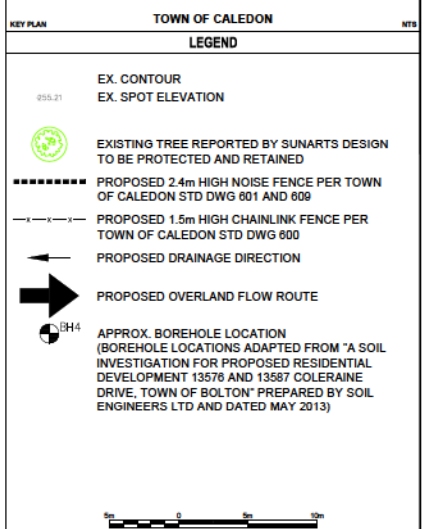 KEY PLAN TOWN OF CALEDON NTS
LEGEND
EX. CONTOUR
255.21 EX. SPOT ELEVATION
EXISTING TREE REPORTED BY SUNARTS DESIGN
TO BE PROTECTED AND RETAINED
PROPOSED 2.4m HIGH NOISE FENCE PER TOWN
OF CALEDON STD DWG 601 AND 609
x x x PROPOSED 1.5m HIGH CHAINLINK FENCE PER
TOWN OF CALEDON STD DWG 600
PROPOSED DRAINAGE DIRECTION
PROPOSED OVERLAND FLOW ROUTE
BH4 APPROX. BOREHOLE LOCATION
(BOREHOLE LOCATIONS ADAPTED FROM "A SOIL
INVESTIGATION FOR PROPOSED RESIDENTIAL
DEVELOPMENT 13576 AND 13587 COLERAINE
DRIVE, TOWN OF BOLTON" PREPARED BY SOIL
ENGINEERS LTD AND DATED MAY 2013)
5m 0 5m 10m